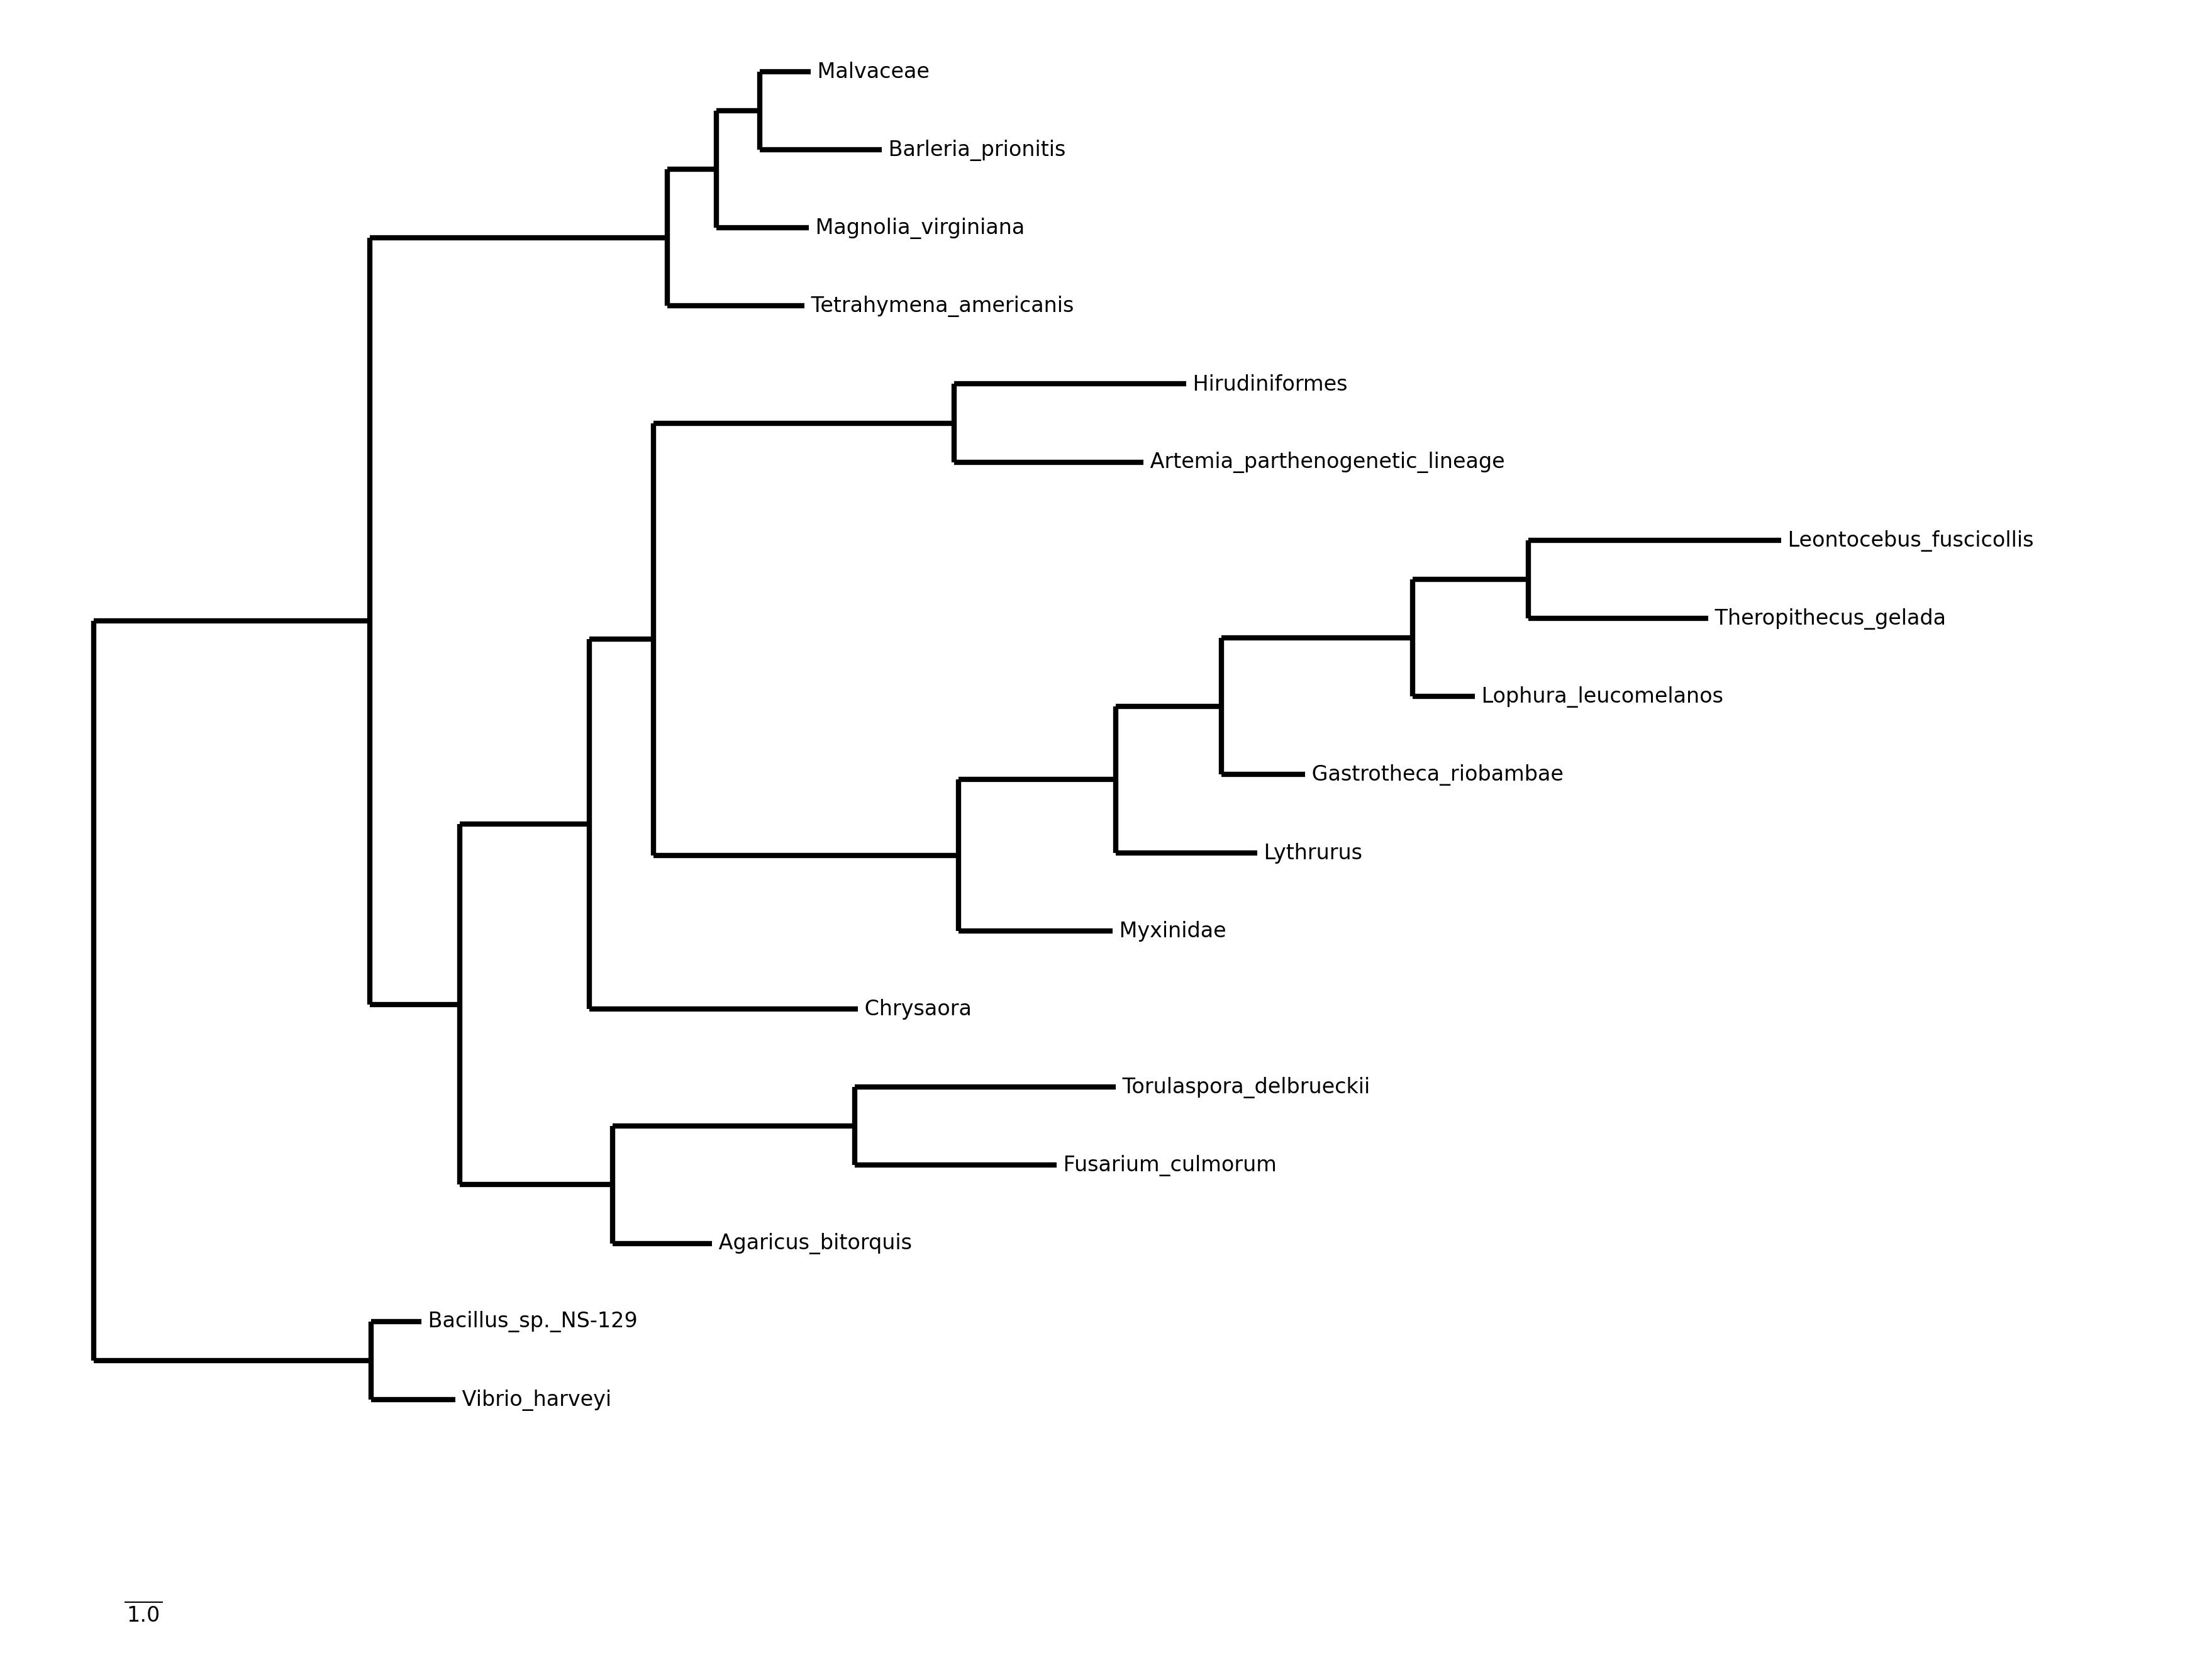 Malvaceae
Barleria_prionitis
Magnolia_virginiana
Tetrahymena_americanis
Hirudiniformes
Artemia_parthenogenetic_lineage
Leontocebus_fuscicollis
Theropithecus_gelada
Lophura_leucomelanos
Gastrotheca_riobambae
Lythrurus
Myxinidae
Chrysaora
Torulaspora_delbrueckii
Fusarium_culmorum
Agaricus_bitorquis
Bacillus_sp._NS-129
Vibrio_harveyi
1.0